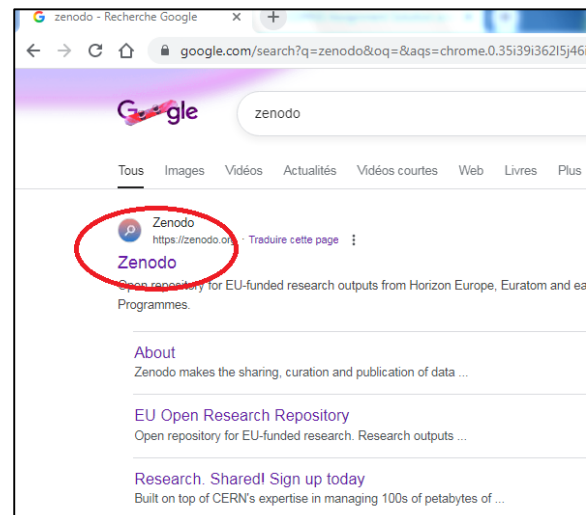 zenodo - Recherche Google
google.com/search?q=zenodo&oq=&aqs=chrome.0.35i39i362l5j46i
Google
zenodo
Tous Images Vidéos Actualités Vidéos courtes Web Livres Plus
Zenodo
https://zenodo.org · Traduire cette page
Zenodo
Open repository for EU-funded research outputs from Horizon Europe, Euratom and ea
Programmes.
About
Zenodo makes the sharing, curation and publication of data ...
EU Open Research Repository
Open repository for EU-funded research. Research outputs ...
Research. Shared! Sign up today
Built on top of CERN's expertise in managing 100s of petabytes of ...